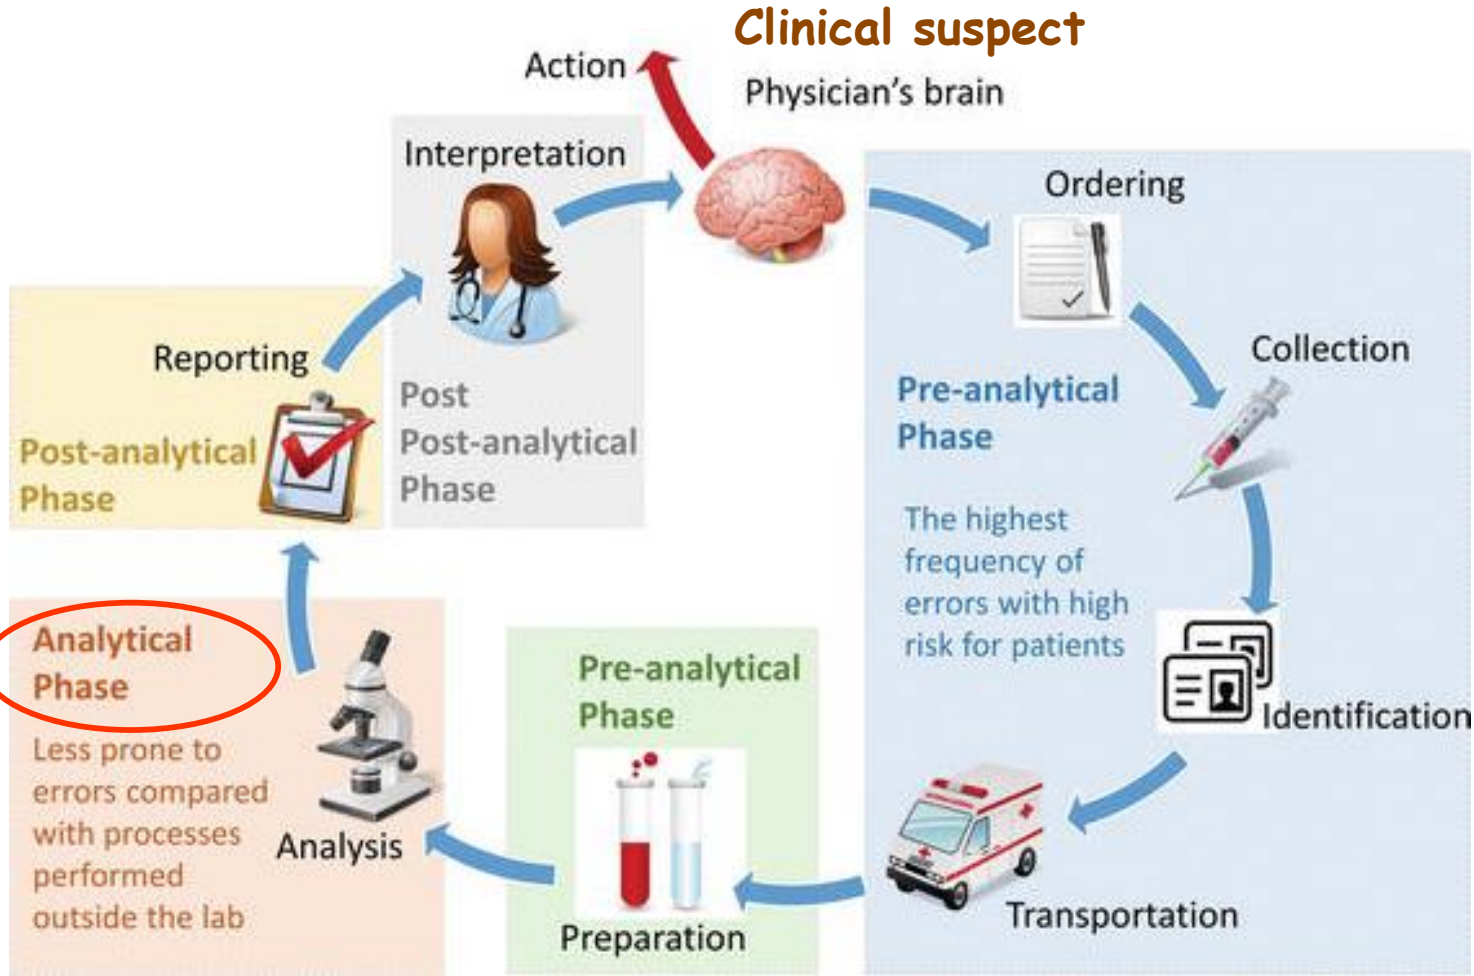 Clinical suspect
Action
Physician's brain
Interpretation
Ordering
Collection
Reporting
Pre-analytical
Phase
Post
Post-analytical
Phase
Post-analytical
Phase
The highest
frequency of
errors with high
risk for patients
Identification
Analytical
Phase
Less prone to
errors compared
with processes
performed
outside the lab
Analysis
Pre-analytical
Phase
Preparation
Transportation